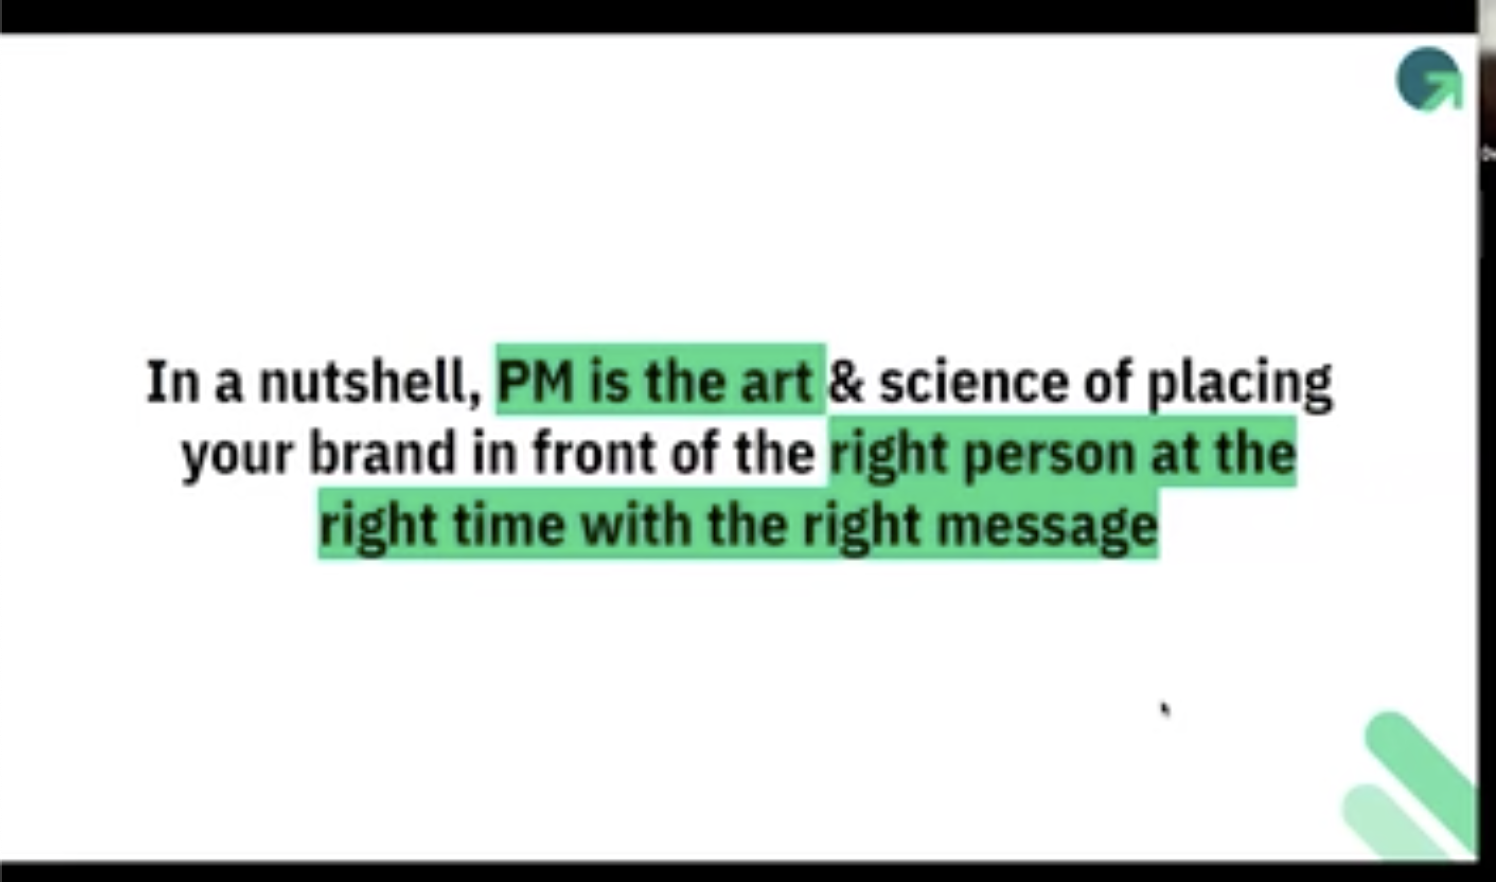 In a nutshell, PM is the art & science of placing
your brand in front of the right person at the
right time with the right message